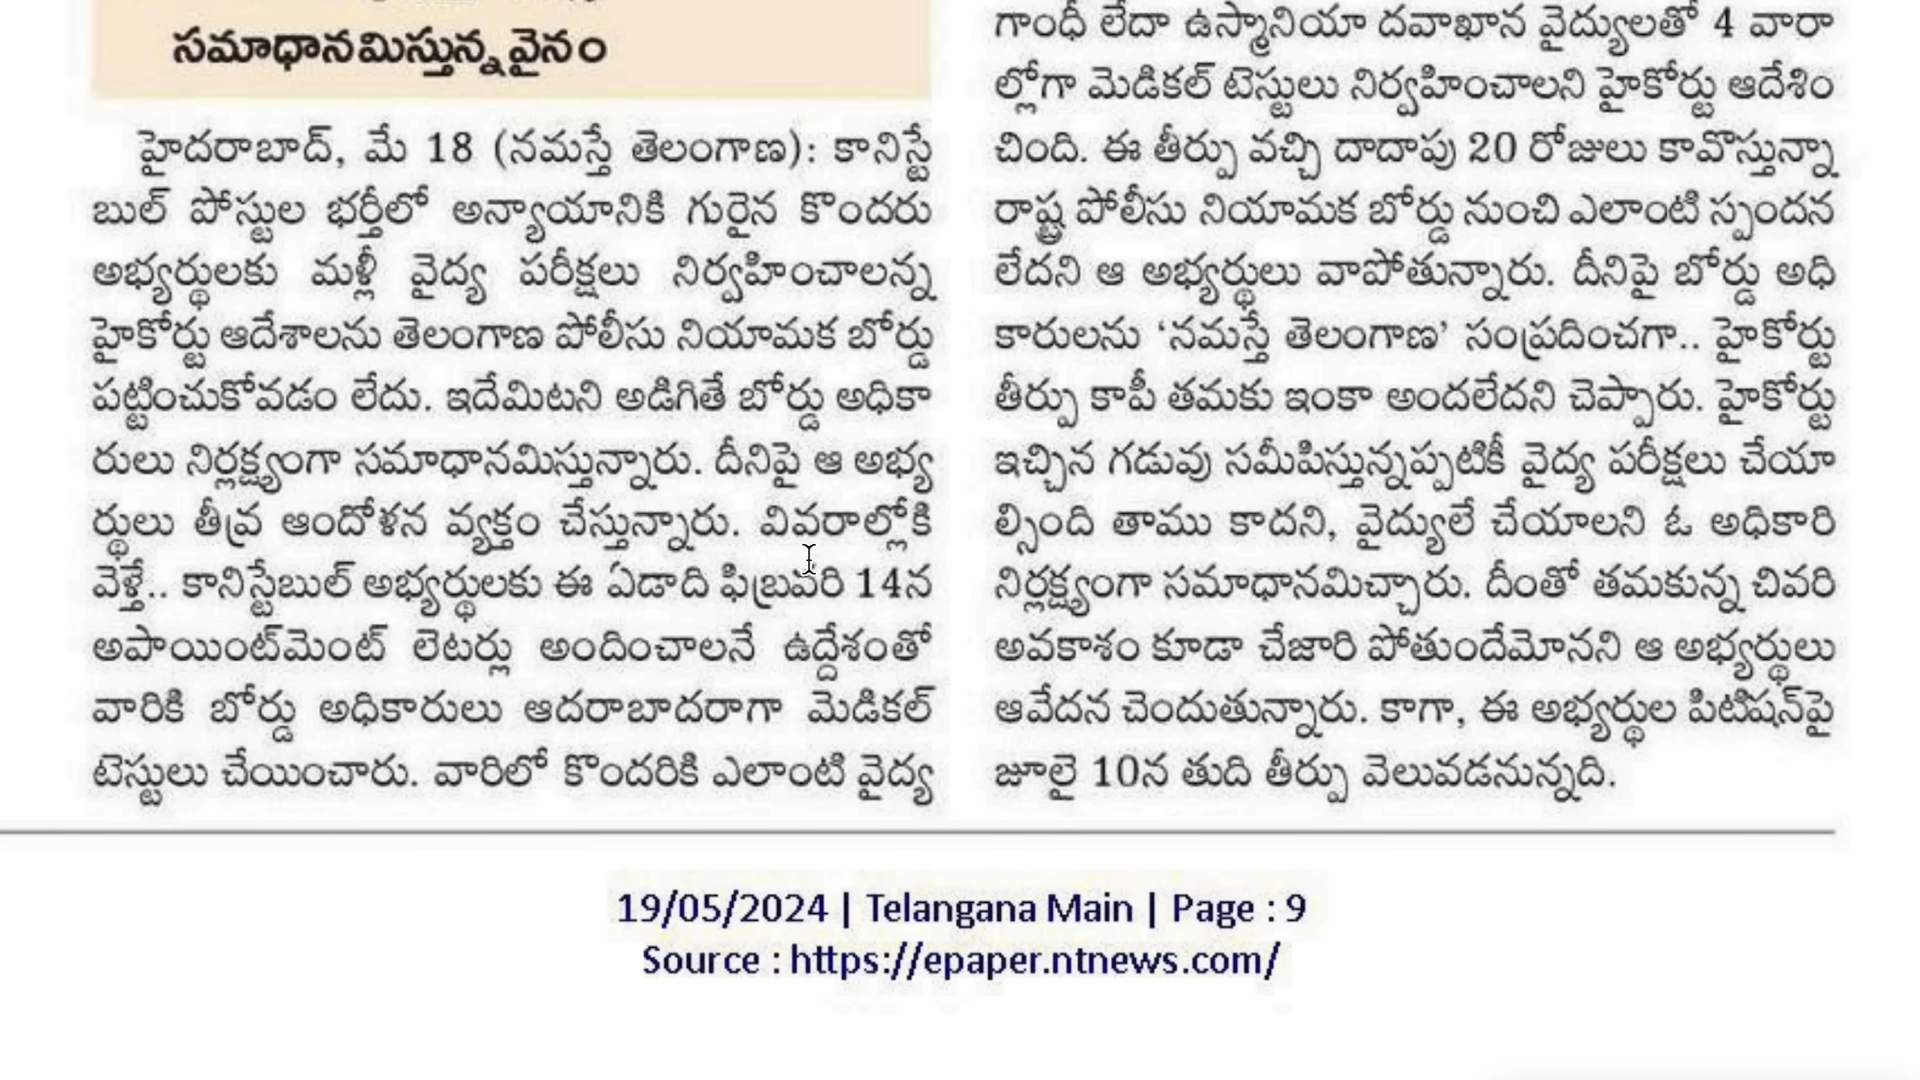 సమాధానమిస్తున్న వైనం
హైదరాబాద్, మే 18 (నమస్తే తెలంగాణ): కానిస్టే
బుల్ పోస్టుల భర్తీలో అన్యాయానికి గురైన కొందరు
అభ్యర్థులకు మళ్లీ వైద్య పరీక్షలు నిర్వహించాలన్న
హైకోర్టు ఆదేశాలను తెలంగాణ పోలీసు నియామక బోర్డు
పట్టించుకోవడం లేదు. ఇదేమిటని అడిగితే బోర్డు అధికా
రులు నిర్లక్ష్యంగా సమాధానమిస్తున్నారు. దీనిపై ఆ అభ్య
ర్థులు తీవ్ర ఆందోళన వ్యక్తం చేస్తున్నారు. వివరాల్లోకి
వెళ్తే.. కానిస్టేబుల్ అభ్యర్థులకు ఈ ఏడాది ఫిబ్రవరి 14న
అపాయింట్‌మెంట్ లెటర్లు అందించాలనే ఉద్దేశంతో
వారికి బోర్డు అధికారులు ఆదరాబాదరాగా మెడికల్
టెస్టులు చేయించారు. వారిలో కొందరికి ఎలాంటి వైద్య
గాంధీ లేదా ఉస్మానియా దవాఖాన వైద్యులతో 4 వారా
ల్లోగా మెడికల్ టెస్టులు నిర్వహించాలని హైకోర్టు ఆదేశిం
చింది. ఈ తీర్పు వచ్చి దాదాపు 20 రోజులు కావొస్తున్నా
రాష్ట్ర పోలీసు నియామక బోర్డు నుంచి ఎలాంటి స్పందన
లేదని ఆ అభ్యర్థులు వాపోతున్నారు. దీనిపై బోర్డు అధి
కారులను ‘నమస్తే తెలంగాణ’ సంప్రదించగా.. హైకోర్టు
తీర్పు కాపీ తమకు ఇంకా అందలేదని చెప్పారు. హైకోర్టు
ఇచ్చిన గడువు సమీపిస్తున్నప్పటికీ వైద్య పరీక్షలు చేయా
ల్సింది తాము కాదని, వైద్యులే చేయాలని ఓ అధికారి
నిర్లక్ష్యంగా సమాధానమిచ్చారు. దీంతో తమకున్న చివరి
అవకాశం కూడా చేజారి పోతుందేమోనని ఆ అభ్యర్థులు
ఆవేదన చెందుతున్నారు. కాగా, ఈ అభ్యర్థుల పిటిషన్‌పై
జూలై 10న తుది తీర్పు వెలువడనున్నది.
19/05/2024 | Telangana Main | Page : 9
Source : https://epaper.ntnews.com/